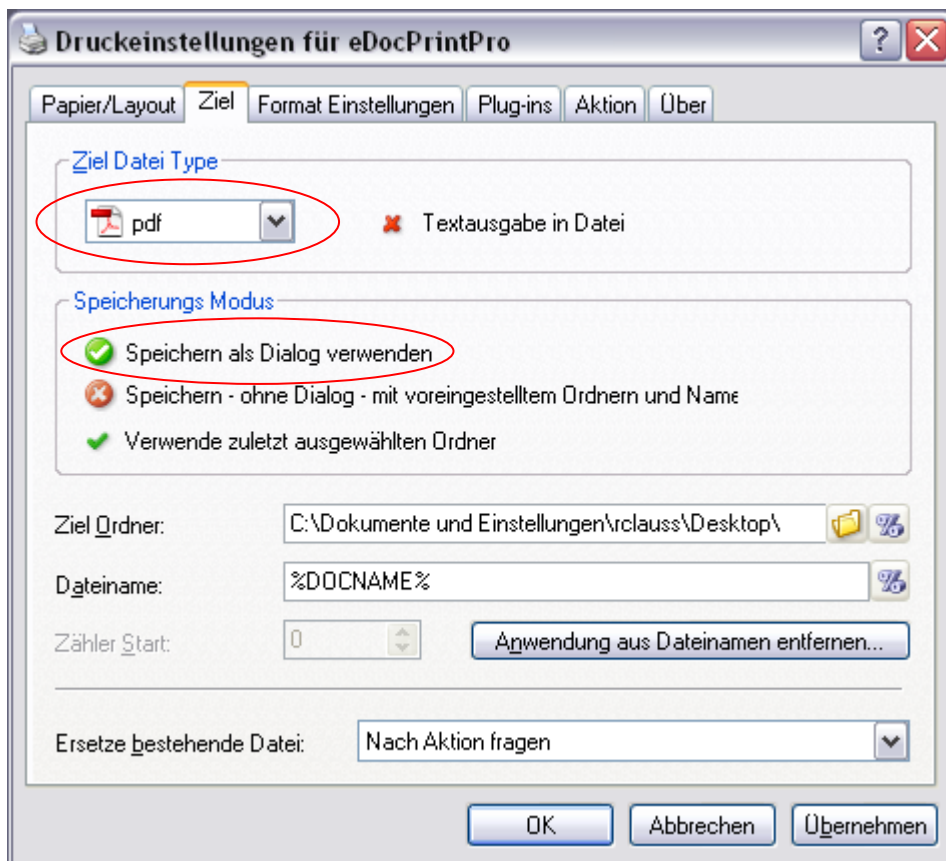 Druckeinstellungen für eDocPrintPro
Papier/Layout Ziel Format Einstellungen Plug-ins Aktion Über
Ziel Datei Type
pdf Textausgabe in Datei
Speicherungs Modus
Speichern als Dialog verwenden
Speichern - ohne Dialog - mit voreingestelltem Ordnern und Name
Verwende zuletzt ausgewählten Ordner
Ziel Ordner: C:\Dokumente und Einstellungen\rclauss\Desktop\
Dateiname: %DOCNAME%
Zähler Start: 0 Anwendung aus Dateinamen entfernen...
Ersetze bestehende Datei: Nach Aktion fragen
OK Abbrechen Übernehmen